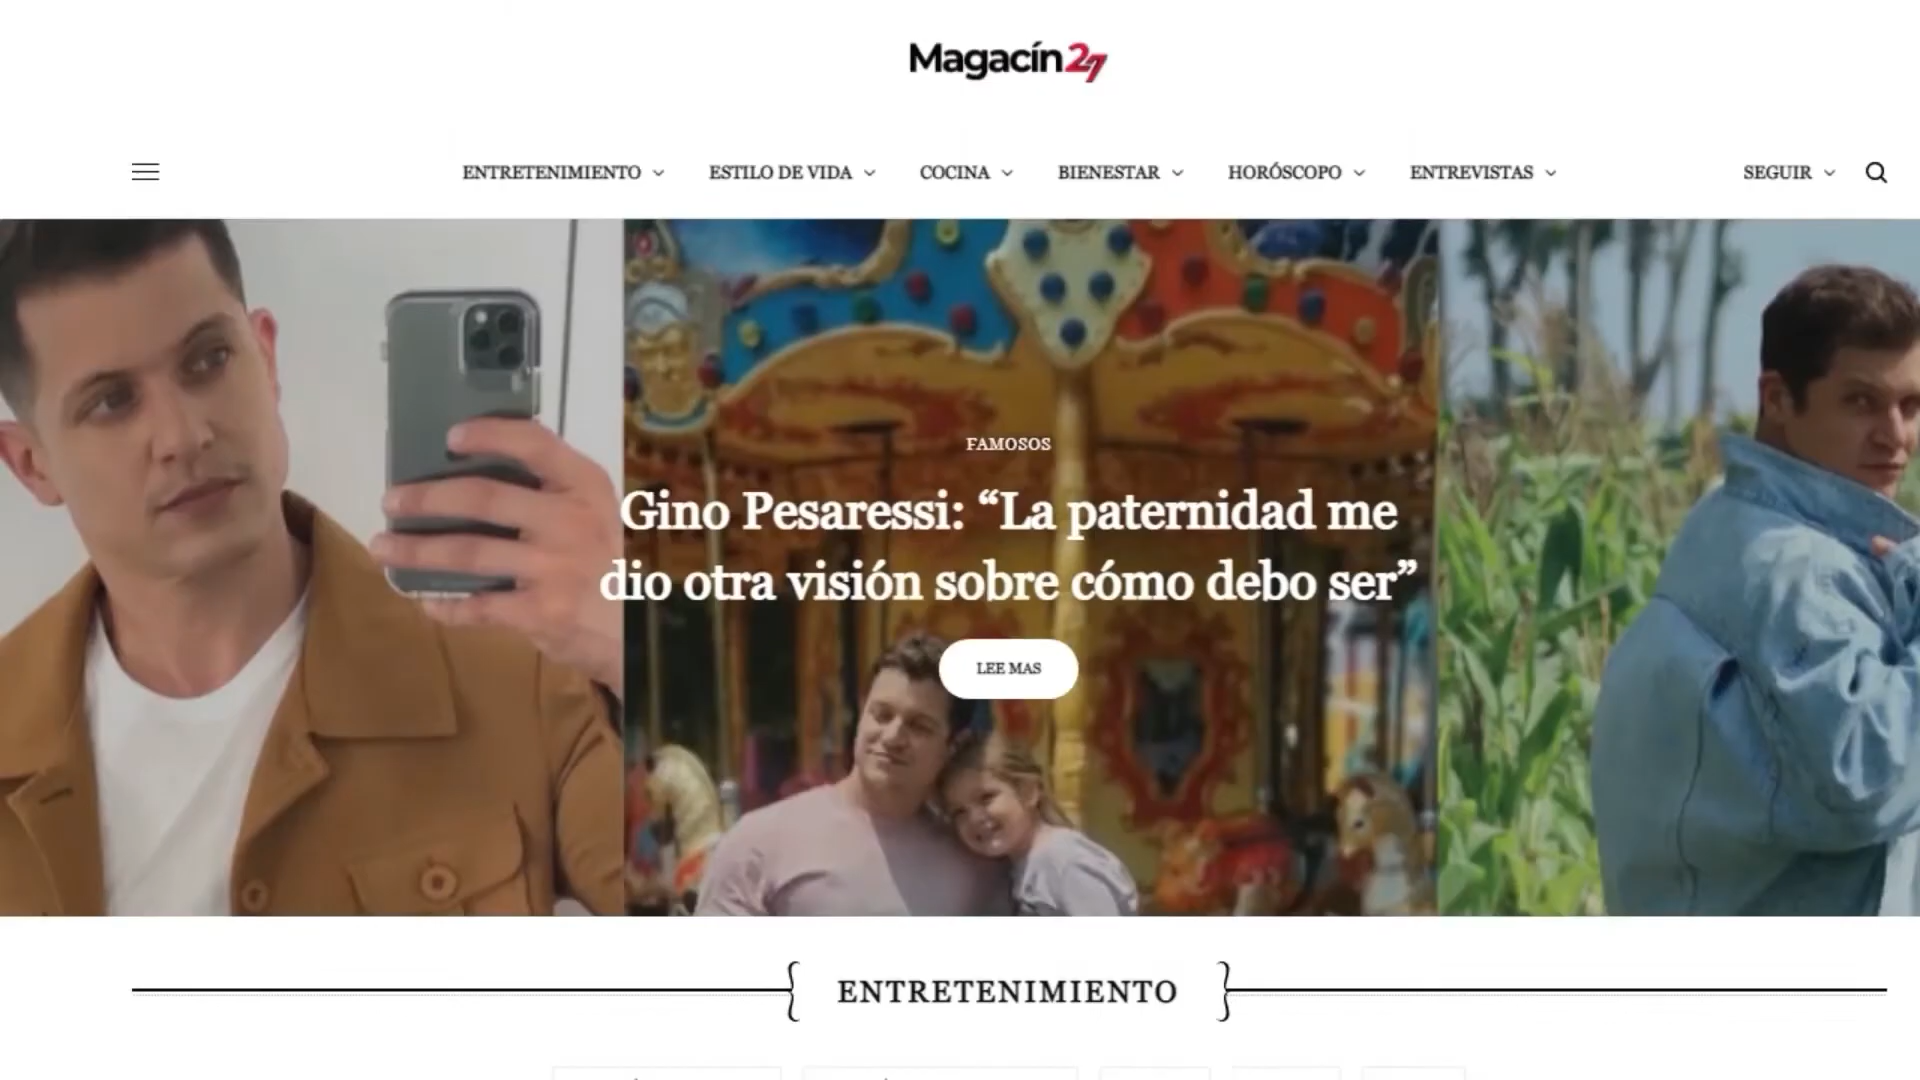 Magacín27
ENTRETENIMIENTO
ESTILO DE VIDA
COCINA
BIENESTAR
HORÓSCOPO
ENTREVISTAS
SEGUIR
FAMOSOS
Gino Pesaressi: “La paternidad me
dio otra visión sobre cómo debo ser”
LEE MAS
ENTRETENIMIENTO